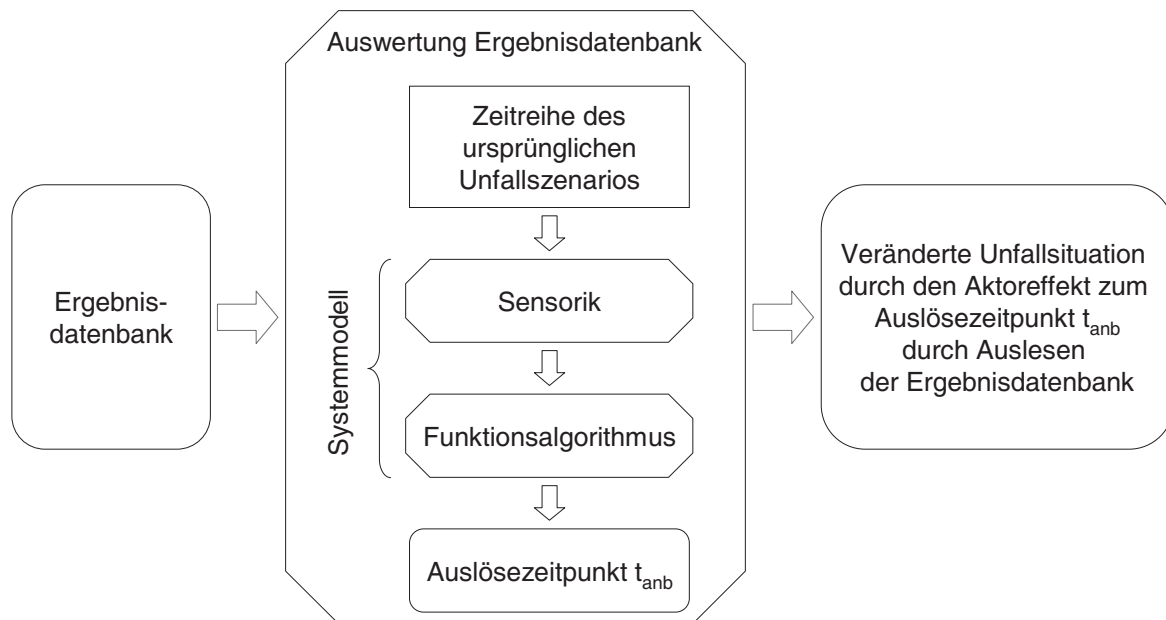 Auswertung Ergebnisdatenbank
Ergebnis-
datenbank
Zeitreihe des
ursprünglichen
Unfallszenarios
Systemmodell
Sensorik
Funktionsalgorithmus
Auslösezeitpunkt t_anb
Veränderte Unfallsituation
durch den Aktoreffekt zum
Auslösezeitpunkt t_anb
durch Auslesen
der Ergebnisdatenbank